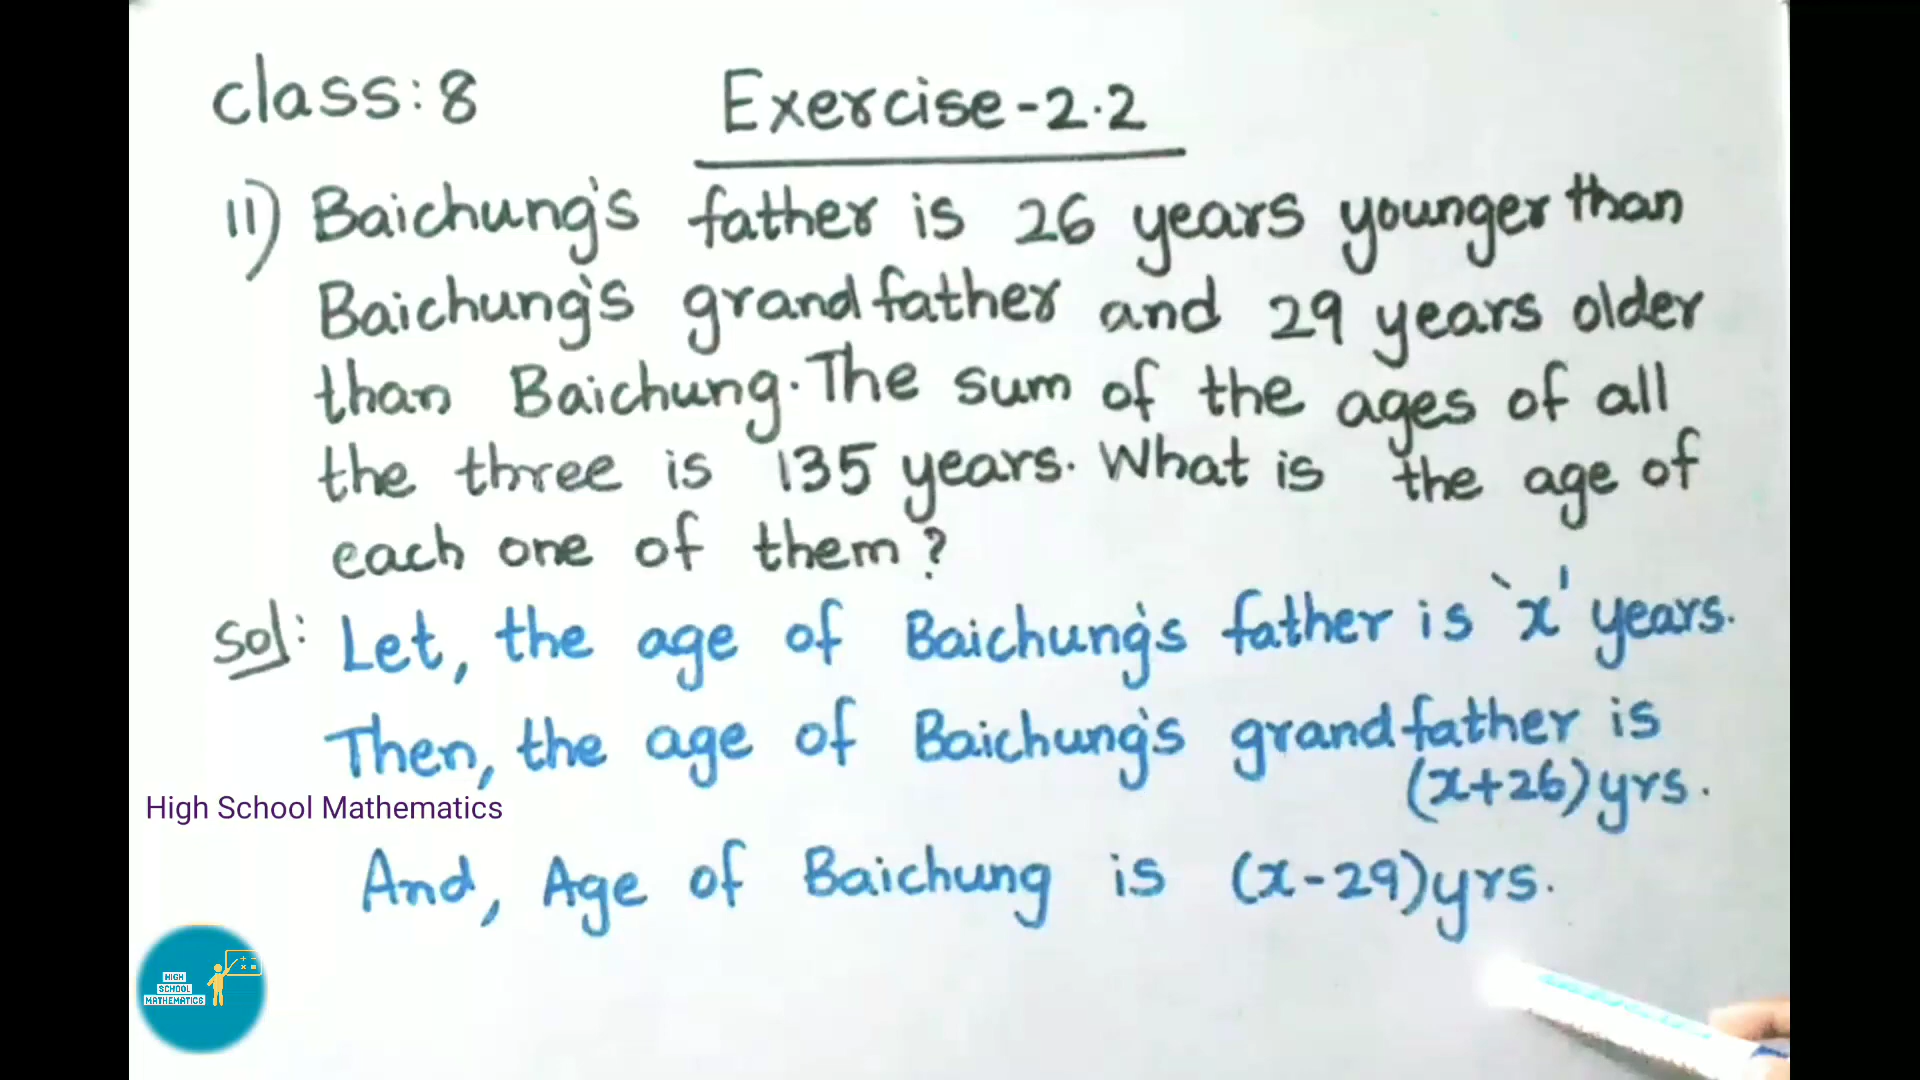 class: 8
Exercise-2.2
11) Baichung's father is 26 years younger than
Baichung's grandfather and 29 years older
than Baichung. The sum of the ages of all
the three is 135 years. What is the age of
each one of them?
Sol: Let, the age of Baichung's father is `x' years.
Then, the age of Baichung's grandfather is
(x+26) yrs.
High School Mathematics
And, Age of Baichung is (x-29) yrs.
HIGH
SCHOOL
MATHEMATICS